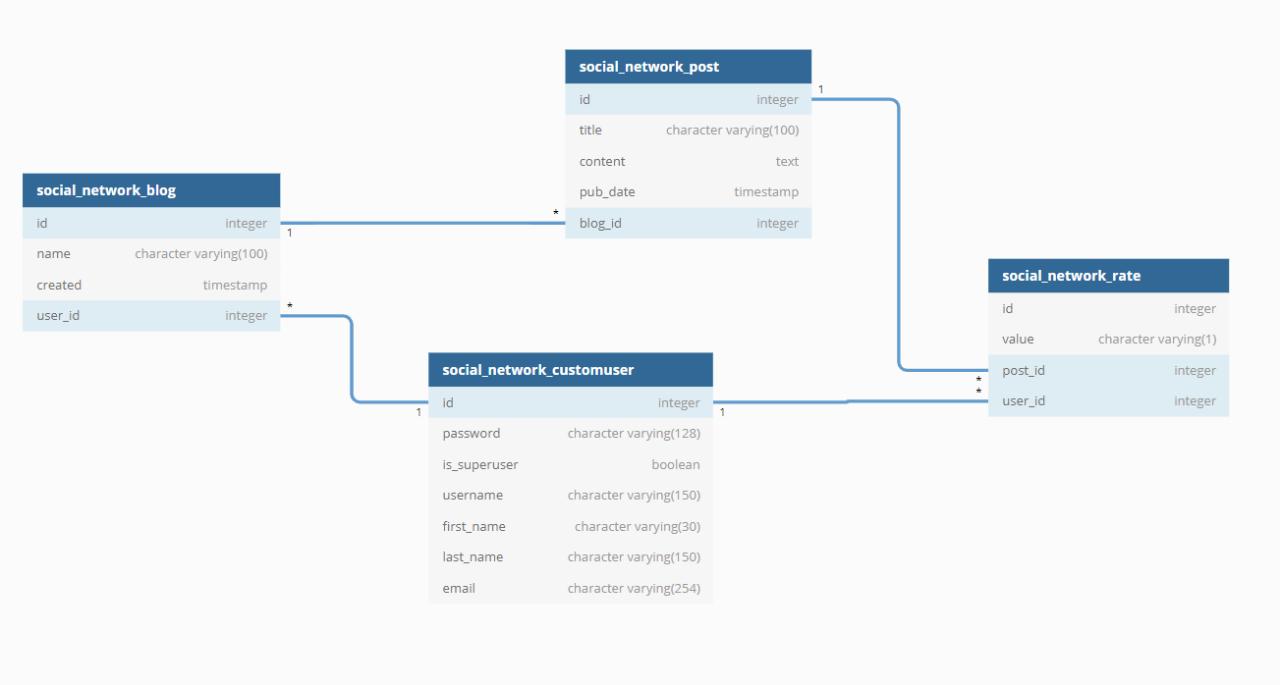 social_network_post
id integer
title character varying(100)
content text
pub_date timestamp
blog_id integer
1
*
social_network_blog
id integer
name character varying(100)
created timestamp
user_id integer
1
*
social_network_rate
id integer
value character varying(1)
post_id integer
user_id integer
*
*
social_network_customuser
id integer
password character varying(128)
is_superuser boolean
username character varying(150)
first_name character varying(30)
last_name character varying(150)
email character varying(254)
1
1